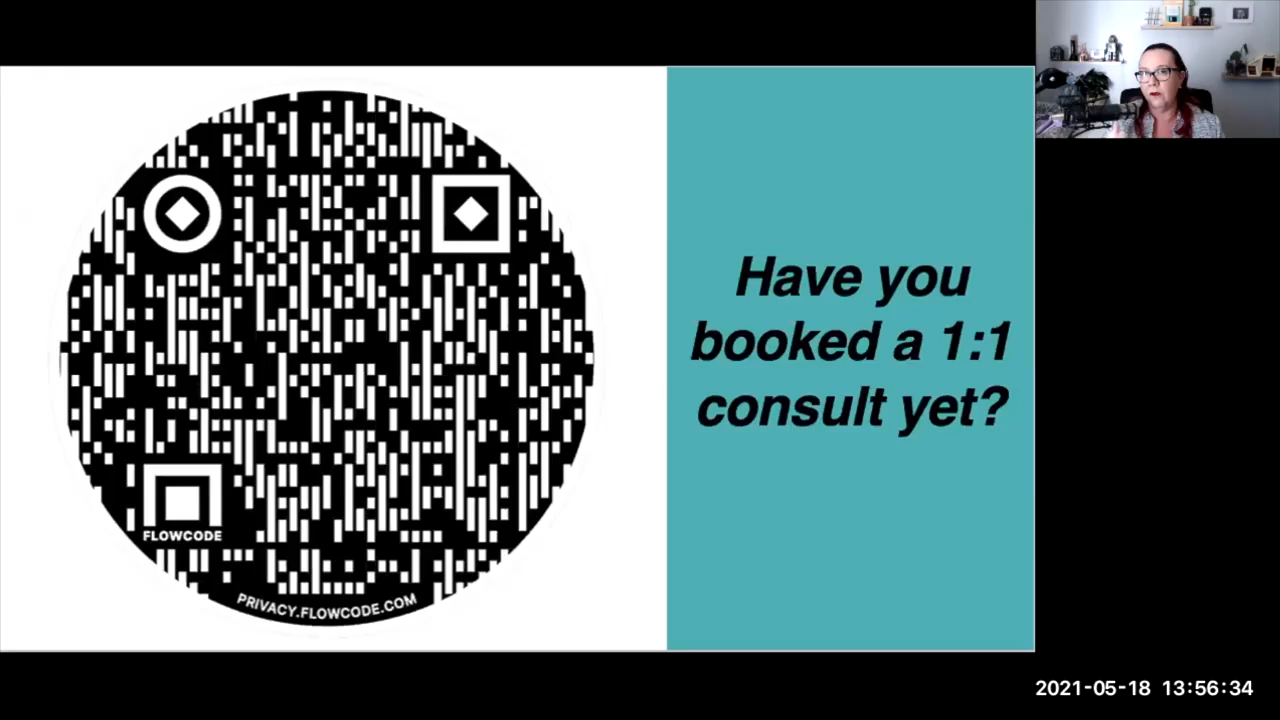 Have you
booked a 1:1
consult yet?
FLOWCODE
PRIVACY.FLOWCODE.COM
2021-05-18 13:56:34